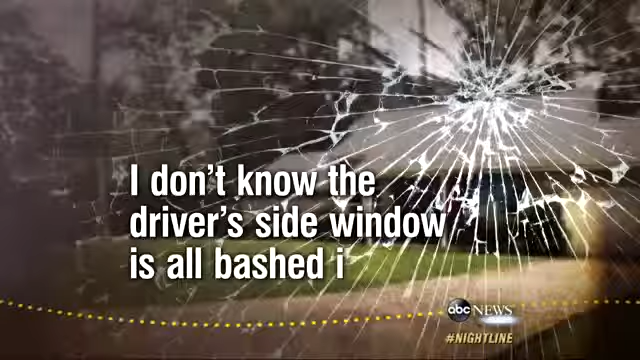 I don't know the
driver's side window
is all bashed i
abc NEWS
#NIGHTLINE